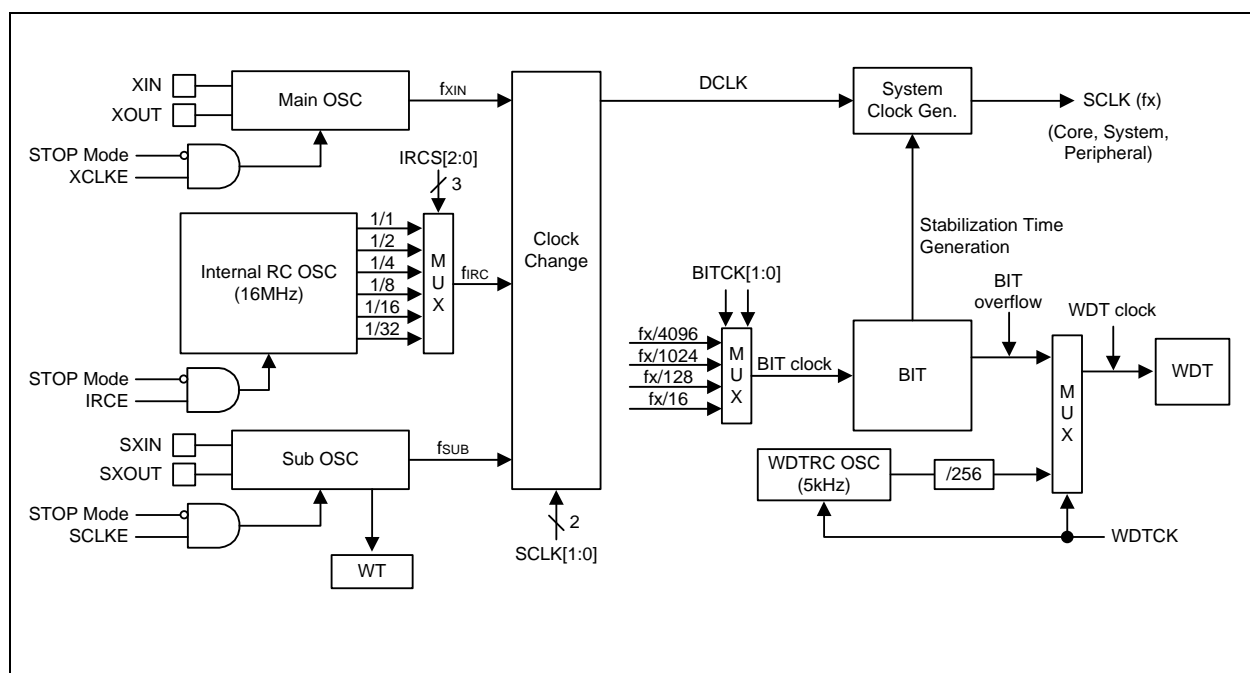 XIN
XOUT
Main OSC
fXIN
STOP Mode
XCLKE
IRCS[2:0]
3
Internal RC OSC
(16MHz)
1/1
1/2
1/4
1/8
1/16
1/32
MUX
fIRC
STOP Mode
IRCE
SXIN
SXOUT
Sub OSC
fSUB
STOP Mode
SCLKE
WT
Clock
Change
2
SCLK[1:0]
DCLK
System
Clock Gen.
SCLK (fx)
(Core, System,
Peripheral)
Stabilization Time
Generation
BITCK[1:0]
fx/4096
fx/1024
fx/128
fx/16
MUX
BIT clock
BIT
BIT
overflow
WDT clock
MUX
WDT
WDTRC OSC
(5kHz)
/256
WDTCK